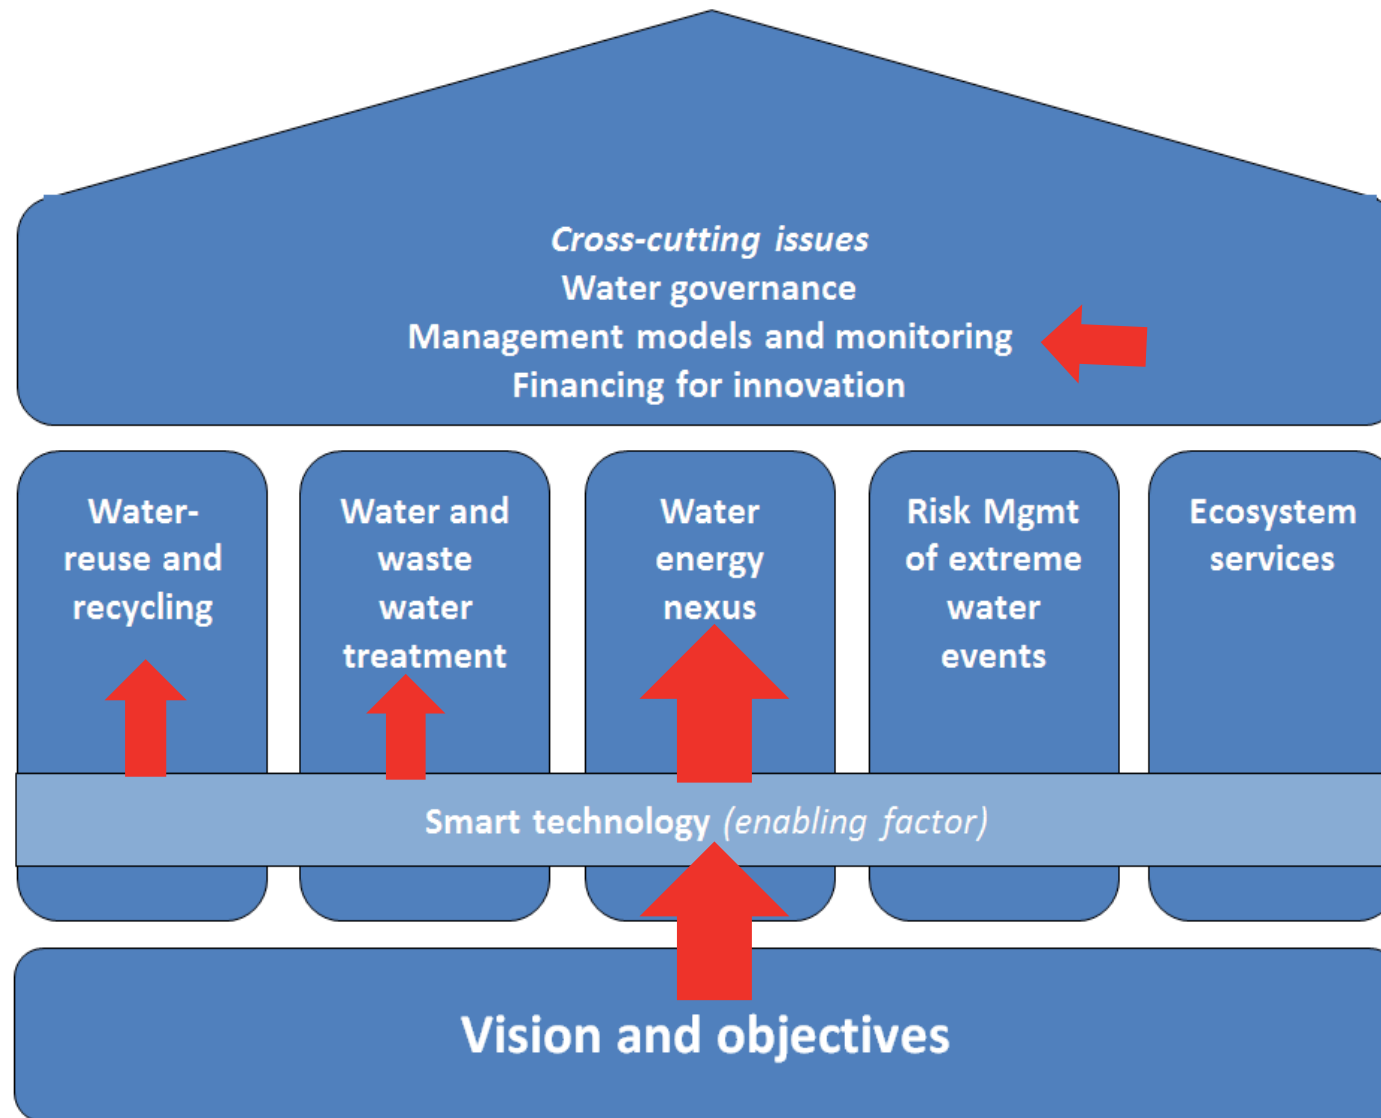 Cross-cutting issues
Water governance
Management models and monitoring
Financing for innovation
Water-
reuse and
recycling
Water and
waste
water
treatment
Water
energy
nexus
Risk Mgmt
of extreme
water
events
Ecosystem
services
Smart technology (enabling factor)
Vision and objectives